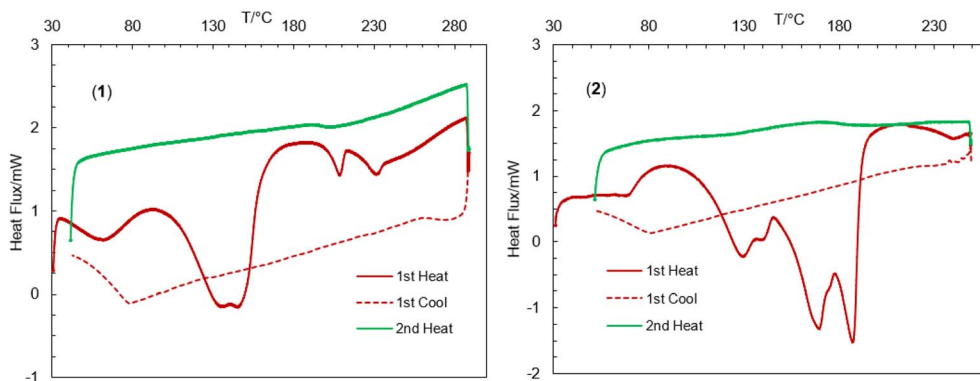 T/°C
30 80 130 180 230 280
3
2
1
0
-1
Heat Flux/mW
(1)
1st Heat
1st Cool
2nd Heat
T/°C
30 80 130 180 230
3
2
1
0
-1
-2
Heat Flux/mW
(2)
1st Heat
1st Cool
2nd Heat